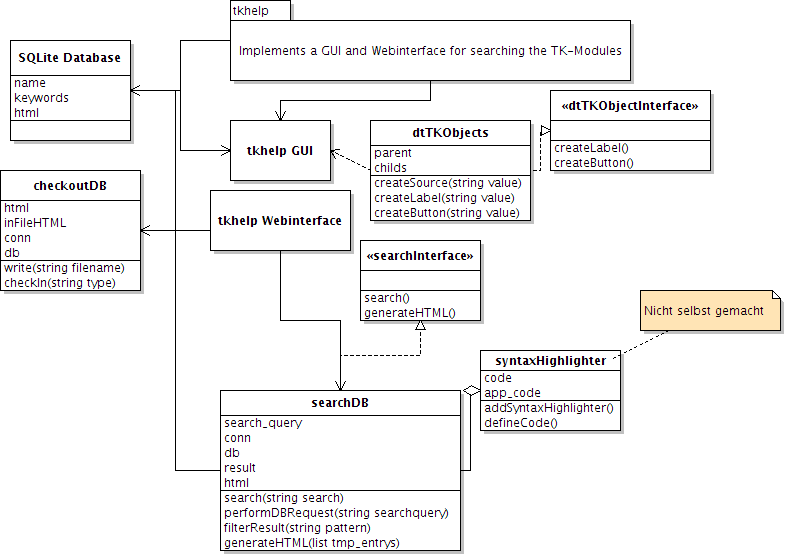 tkhelp
Implements a GUI and Webinterface for searching the TK-Modules
SQLite Database
name
keywords
html
tkhelp GUI
dtTKObjects
parent
childs
createSource(string value)
createLabel(string value)
createButton(string value)
«dtTKObjectInterface»
createLabel()
createButton()
checkoutDB
html
inFileHTML
conn
db
write(string filename)
checkIn(string type)
tkhelp Webinterface
«searchInterface»
search()
generateHTML()
Nicht selbst gemacht
syntaxHighlighter
code
app_code
addSyntaxHighlighter()
defineCode()
searchDB
search_query
conn
db
result
html
search(string search)
performDBRequest(string searchquery)
filterResult(string pattern)
generateHTML(list tmp_entrys)